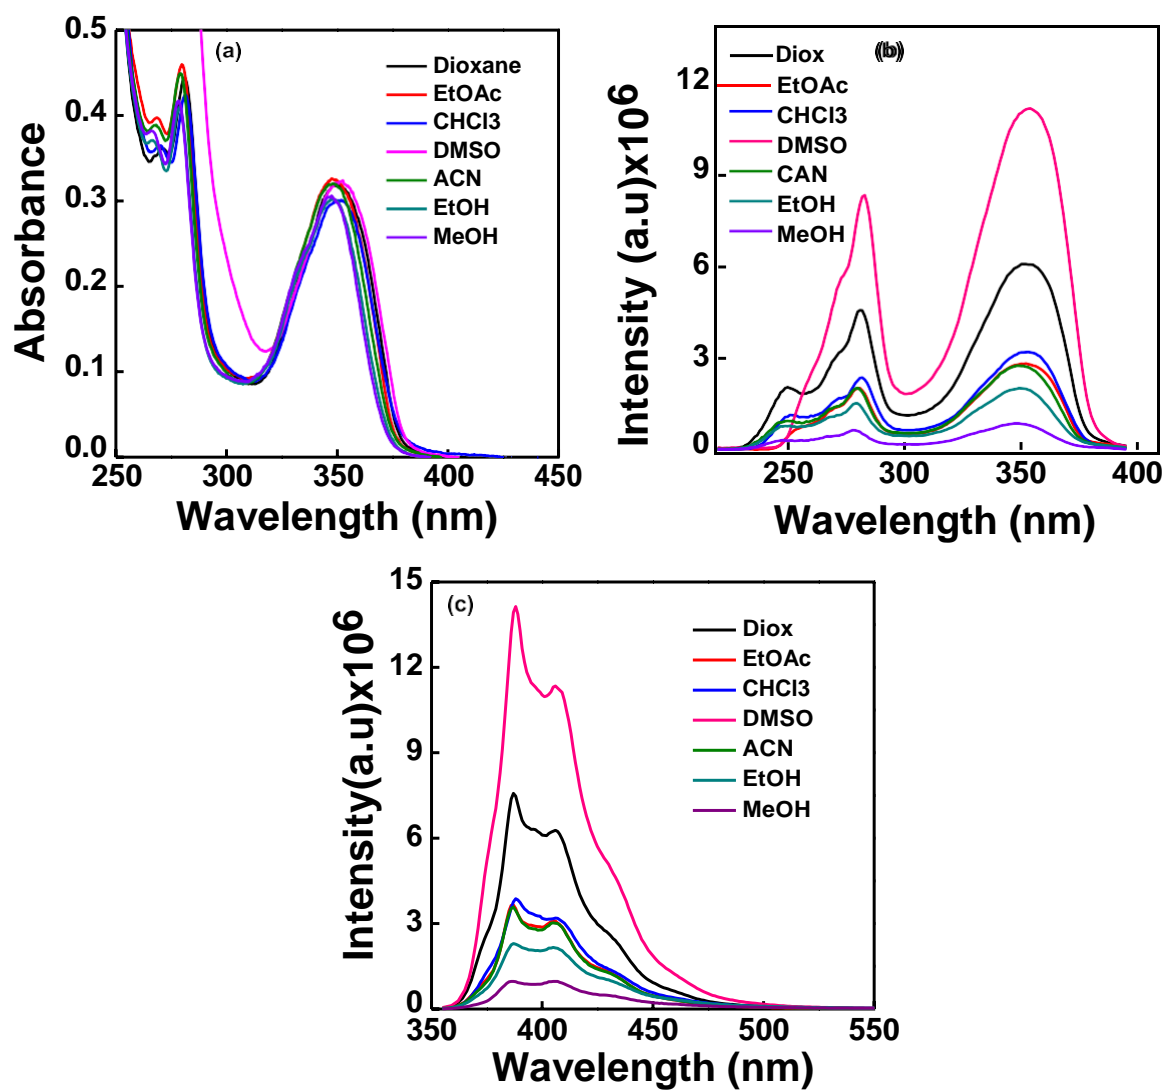 (a)
0.5
0.4
0.3
0.2
0.1
0.0
Absorbance
250 300 350 400 450
Wavelength (nm)
Dioxane
EtOAc
CHCl3
DMSO
ACN
EtOH
MeOH
(b)
12
9
6
3
0
Intensity (a.u)x10⁶
250 300 350 400
Wavelength (nm)
Diox
EtOAc
CHCl3
DMSO
CAN
EtOH
MeOH
(c)
15
12
9
6
3
0
Intensity(a.u)x10⁶
350 400 450 500 550
Wavelength (nm)
Diox
EtOAc
CHCl3
DMSO
ACN
EtOH
MeOH